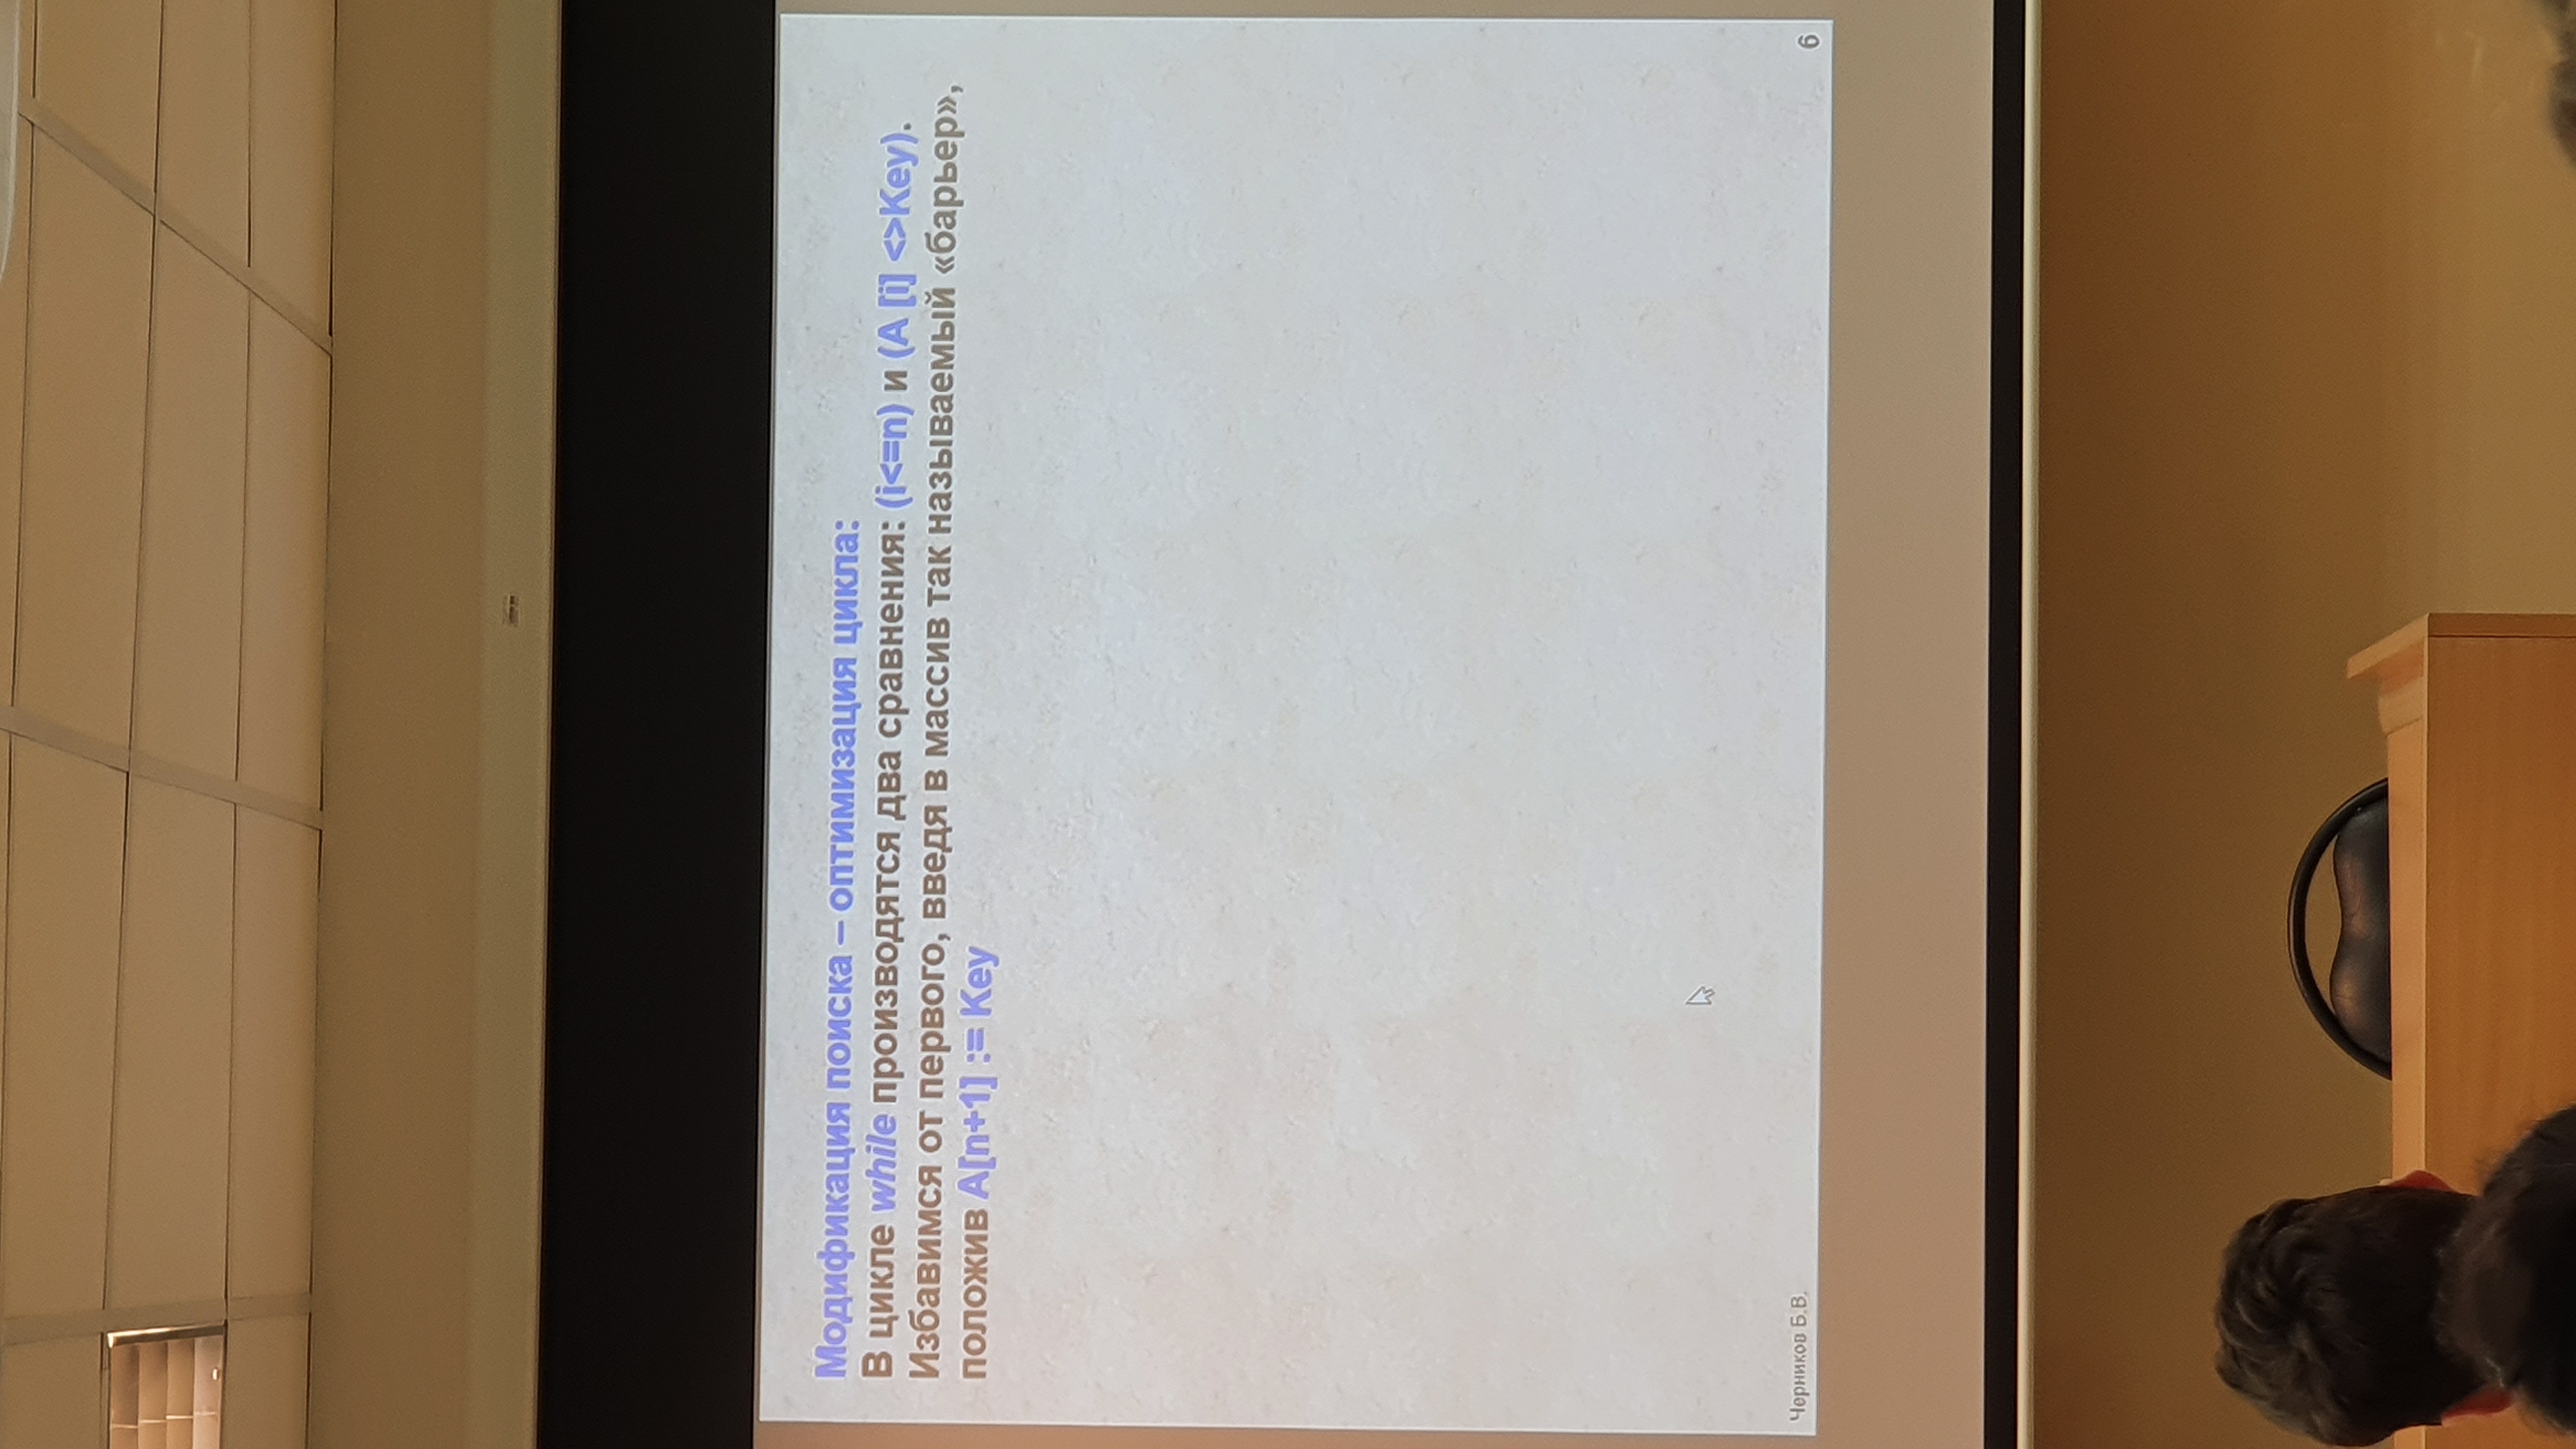 Модификация поиска – оптимизация цикла:
В цикле while производятся два сравнения: (i<=n) и (A [i] <>Key).
Избавимся от первого, введя в массив так называемый «барьер»,
положив A[n+1] := Key
Черников Б.В.
6